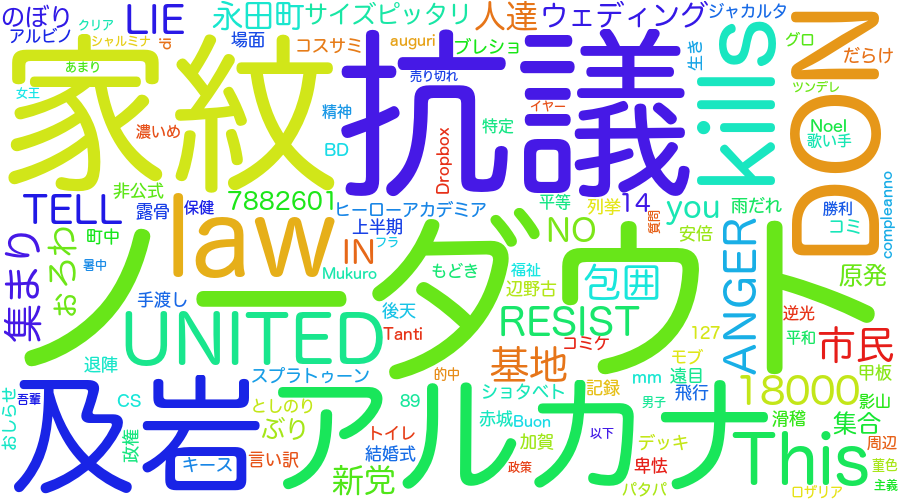 のぼり
LIE
永田町
サイズピッタリ
人達
ウェディング
ジャカルタ
アルビノ
クリア
シャルミナ
id
場面
コスサミ
auguri
ブレショ
生き
グロ
だらけ
家紋
抗議
kills
DON
あまり
売り切れ
女王
イヤー
ツンデレ
濃いめ
精神
BD
Dropbox
特定
Noel
歌い手
compleanno
非公式
7882601
平等
列挙
14
you
雨だれ
勝利
コミ
TELL
露骨
保健
ヒーローアカデミア
質問
law
上半期
フラ
IN
NO
安倍
集まり
おろわ
町中
暑中
Mukuro
もどき
福祉
辺野古
包囲
ANGER
原発
ノーダウト
手渡し
後天
逆光
UNITED
Tanti
RESIST
コミケ
127
平和
市民
退陣
スプラトゥーン
的中
基地
モブ
mm
遠目
甲板
おしらせ
吾輩
及岩
CS
としのり
アルカナ
89
ショタベト
記録
飛行
18000
影山
赤城
Buon
男子
滑稽
集合
政権
ぶり
トイレ
加賀
以下
デッキ
This
周辺
キース
言い訳
結婚式
新党
政策
卑怯
パタパ
菫色
ロザリア
主義